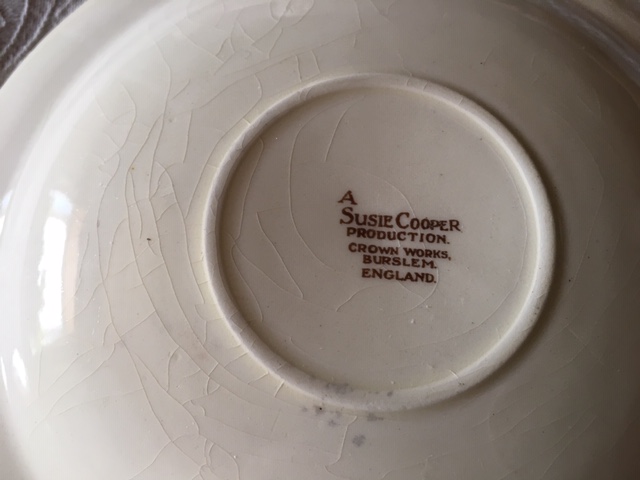 A
SUSIE COOPER
PRODUCTION.
CROWN WORKS,
BURSLEM.
ENGLAND.